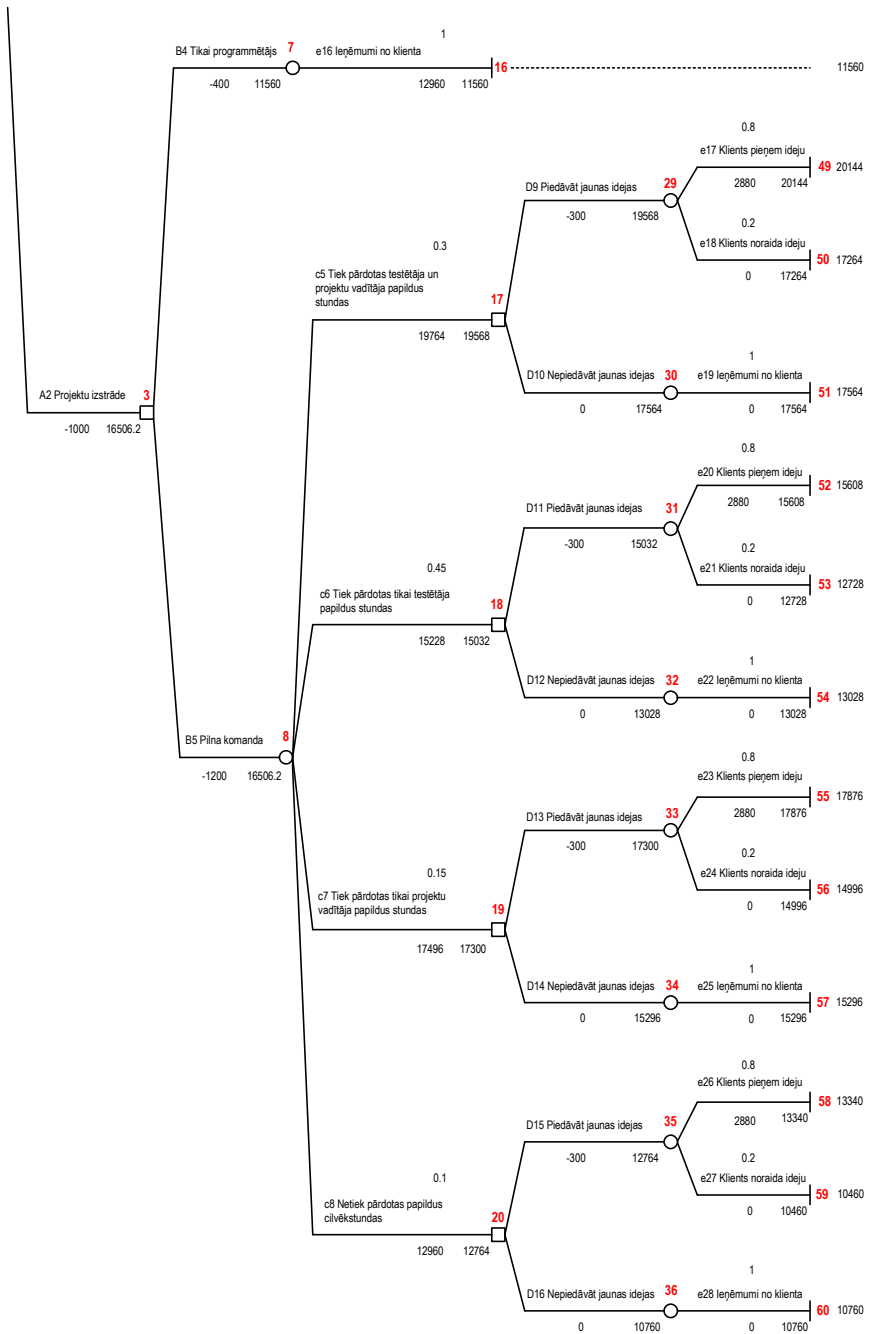 1
B4 Tikai programmētājs 7 e16 Ieņēmumi no klienta
16 11560
-400 11560 12960 11560
0.8
e17 Klients pieņem ideju
49 20144
D9 Piedāvāt jaunas idejas 29
2880 20144
-300 19568
0.2
e18 Klients noraida ideju
0.3
50 17264
c5 Tiek pārdotas testētāja un
projektu vadītāja papildus
stundas
0 17264
17
19764 19568
1
D10 Nepiedāvāt jaunas idejas 30 e19 Ieņēmumi no klienta
51 17564
A2 Projektu izstrāde 3
0 17564 0 17564
-1000 16506.2
0.8
e20 Klients pieņem ideju
52 15608
D11 Piedāvāt jaunas idejas 31
2880 15608
-300 15032
0.2
e21 Klients noraida ideju
0.45
53 12728
c6 Tiek pārdotas tikai testētāja
papildus stundas
0 12728
18
15228 15032
1
D12 Nepiedāvāt jaunas idejas 32 e22 Ieņēmumi no klienta
54 13028
0 13028 0 13028
B5 Pilna komanda 8
-1200 16506.2
0.8
e23 Klients pieņem ideju
55 17876
D13 Piedāvāt jaunas idejas 33
2880 17876
-300 17300
0.2
e24 Klients noraida ideju
0.15
56 14996
c7 Tiek pārdotas tikai projektu
vadītāja papildus stundas
0 14996
19
17496 17300
1
D14 Nepiedāvāt jaunas idejas 34 e25 Ieņēmumi no klienta
57 15296
0 15296 0 15296
0.8
e26 Klients pieņem ideju
58 13340
D15 Piedāvāt jaunas idejas 35
2880 13340
-300 12764
0.2
e27 Klients noraida ideju
0.1
59 10460
c8 Netiek pārdotas papildus
cilvēkstundas
0 10460
20
12960 12764
1
D16 Nepiedāvāt jaunas idejas 36 e28 Ieņēmumi no klienta
60 10760
0 10760 0 10760